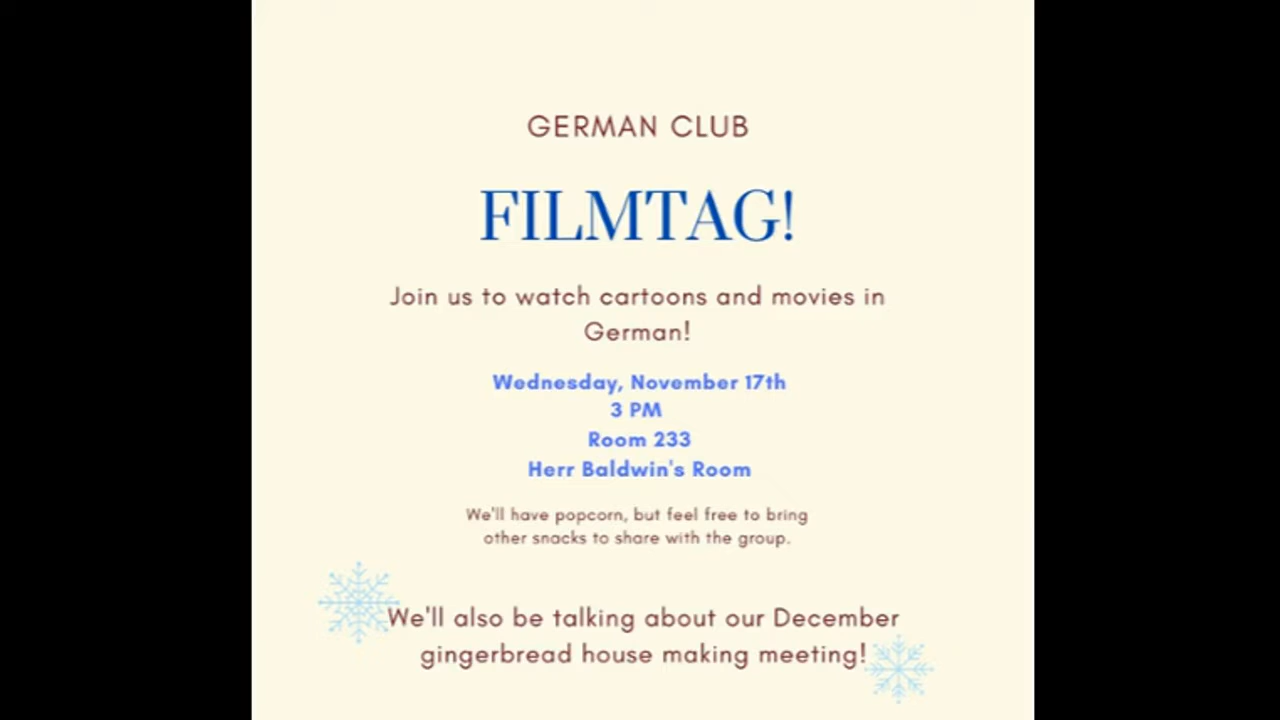 GERMAN CLUB
FILMTAG!
Join us to watch cartoons and movies in
German!
Wednesday, November 17th
3 PM
Room 233
Herr Baldwin's Room
We'll have popcorn, but feel free to bring
other snacks to share with the group.
We'll also be talking about our December
gingerbread house making meeting!